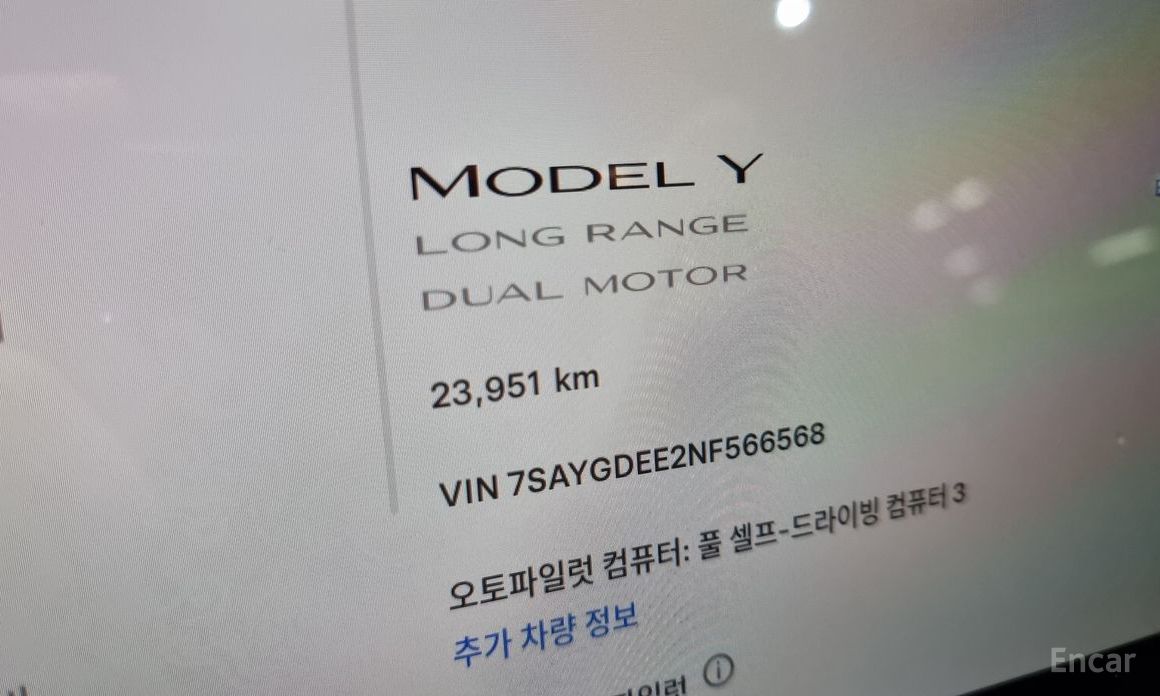 MODEL Y
LONG RANGE
DUAL MOTOR
23,951 km
VIN 7SAYGDEE2NF566568
오토파일럿 컴퓨터: 풀 셀프-드라이빙 컴퓨터 3
추가 차량 정보
Encar